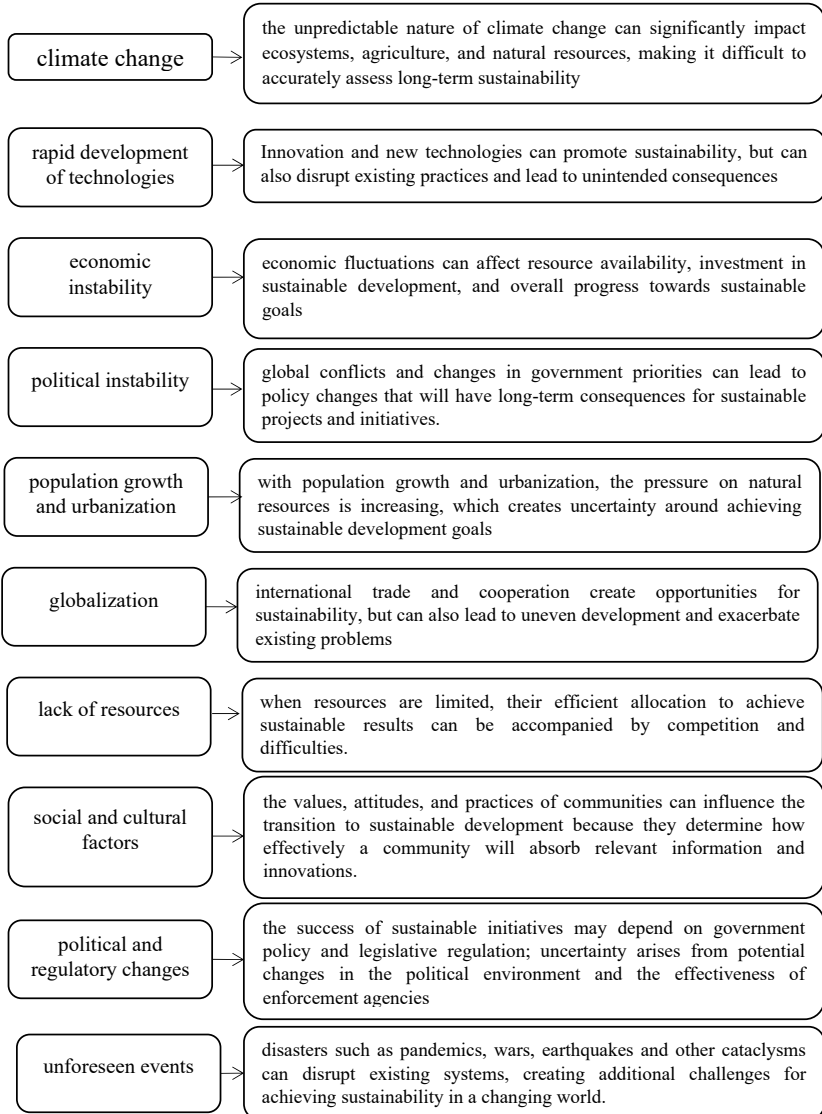 climate change
the unpredictable nature of climate change can significantly impact
ecosystems, agriculture, and natural resources, making it difficult to
accurately assess long-term sustainability
rapid development
of technologies
Innovation and new technologies can promote sustainability, but can
also disrupt existing practices and lead to unintended consequences
economic
instability
economic fluctuations can affect resource availability, investment in
sustainable development, and overall progress towards sustainable
goals
political instability
global conflicts and changes in government priorities can lead to
policy changes that will have long-term consequences for sustainable
projects and initiatives.
population growth
and urbanization
with population growth and urbanization, the pressure on natural
resources is increasing, which creates uncertainty around achieving
sustainable development goals
globalization
international trade and cooperation create opportunities for
sustainability, but can also lead to uneven development and exacerbate
existing problems
lack of resources
when resources are limited, their efficient allocation to achieve
sustainable results can be accompanied by competition and
difficulties.
social and cultural
factors
the values, attitudes, and practices of communities can influence the
transition to sustainable development because they determine how
effectively a community will absorb relevant information and
innovations.
political and
regulatory changes
the success of sustainable initiatives may depend on government
policy and legislative regulation; uncertainty arises from potential
changes in the political environment and the effectiveness of
enforcement agencies
unforeseen events
disasters such as pandemics, wars, earthquakes and other cataclysms
can disrupt existing systems, creating additional challenges for
achieving sustainability in a changing world.